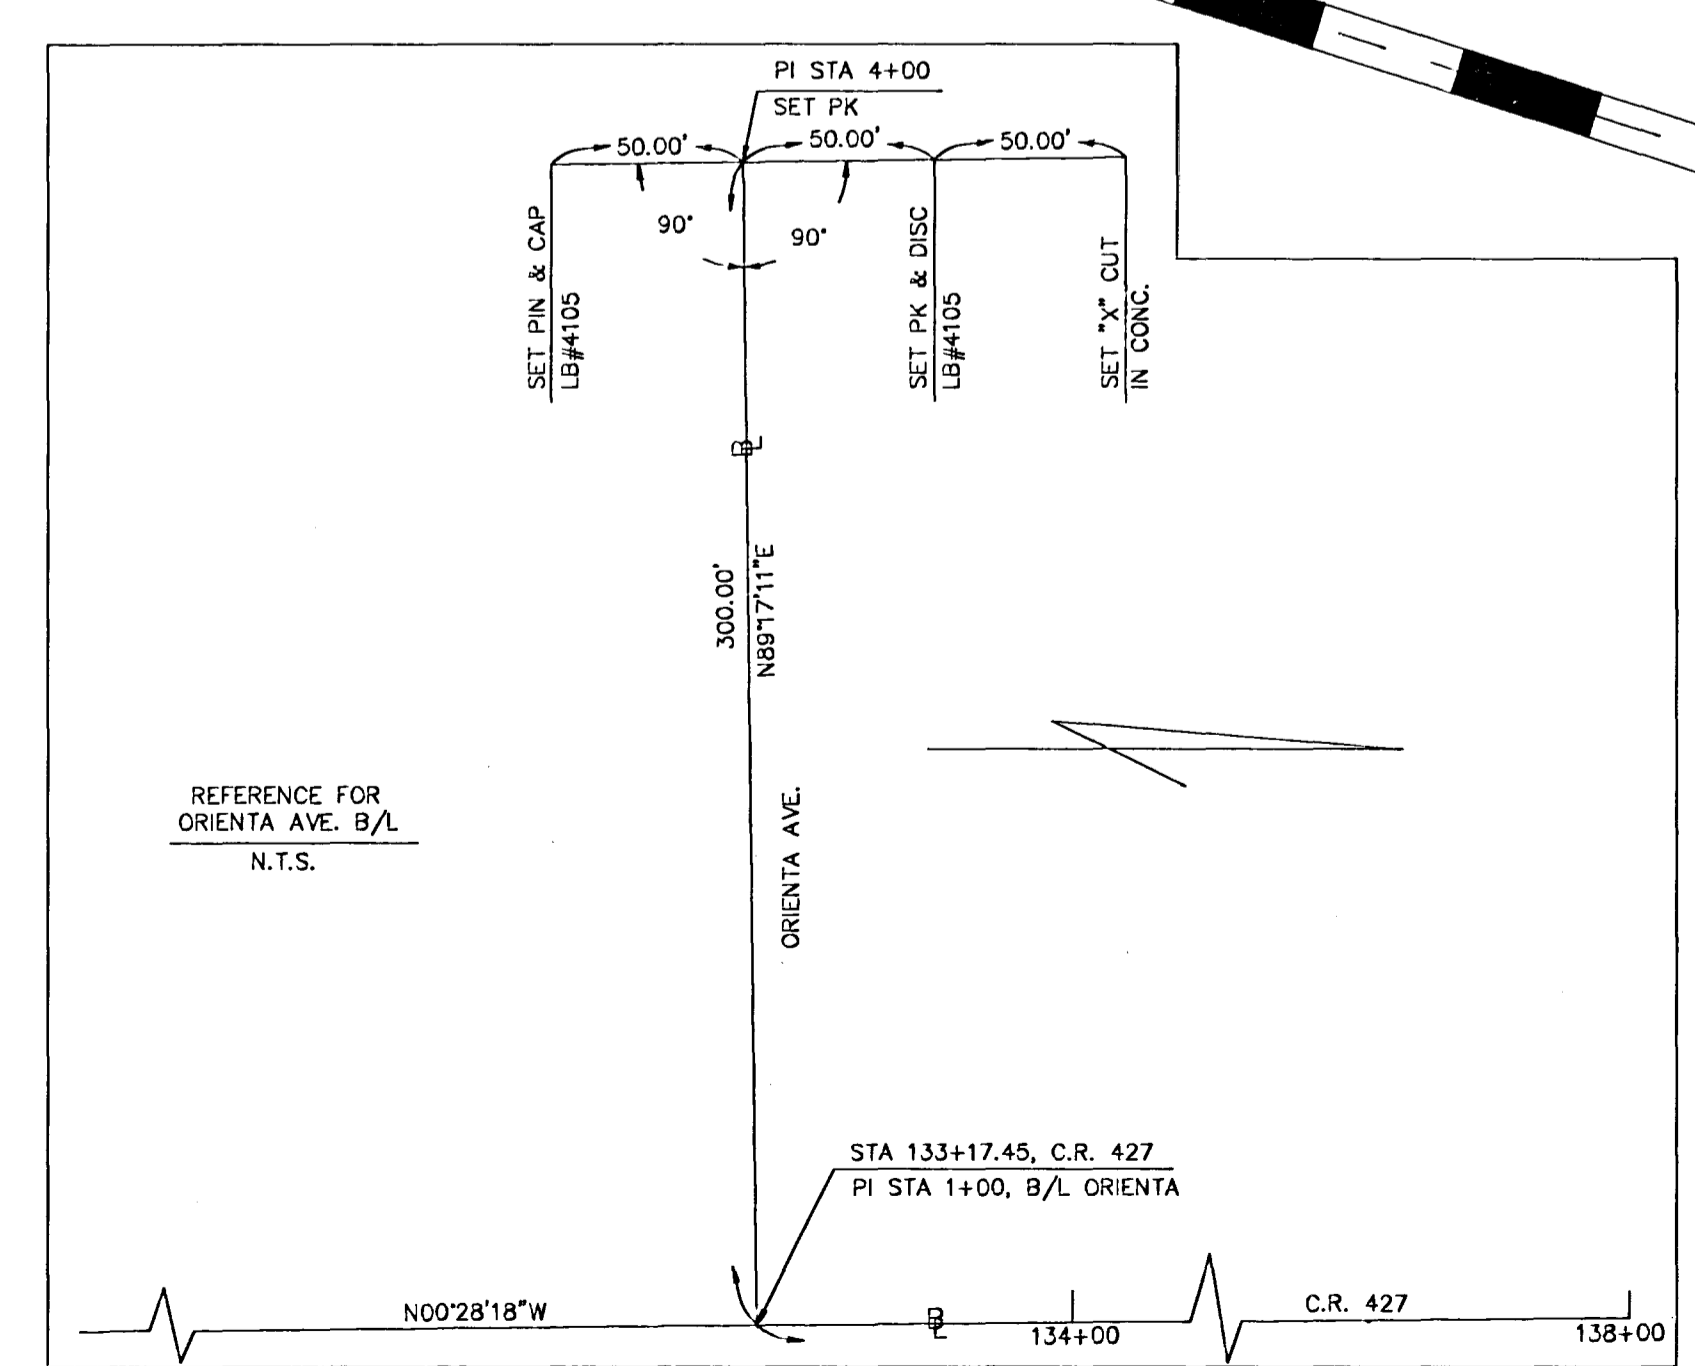 PI STA 4+00
SET PK
50.00'
50.00'
50.00'
90°
90°
SET PIN & CAP
LB#4105
SET PK & DISC
LB#4105
SET "X" CUT
IN CONC.
B/L
300.00'
N89°17'11"E
ORIENTA AVE.
REFERENCE FOR
ORIENTA AVE. B/L
N.T.S.
STA 133+17.45, C.R. 427
PI STA 1+00, B/L ORIENTA
N00°28'18"W
B/L
134+00
C.R. 427
138+00